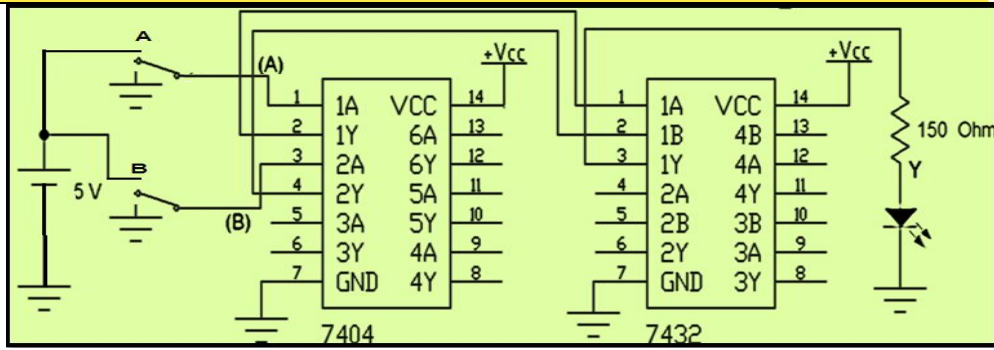 A
(A)
B
(B)
5 V
+Vcc
1 1A VCC 14
2 1Y 6A 13
3 2A 6Y 12
4 2Y 5A 11
5 3A 5Y 10
6 3Y 4A 9
7 GND 4Y 8
7404
+Vcc
1 1A VCC 14
2 1B 4B 13
3 1Y 4A 12
4 2A 4Y 11
5 2B 3B 10
6 2Y 3A 9
7 GND 3Y 8
7432
150 Ohm
Y